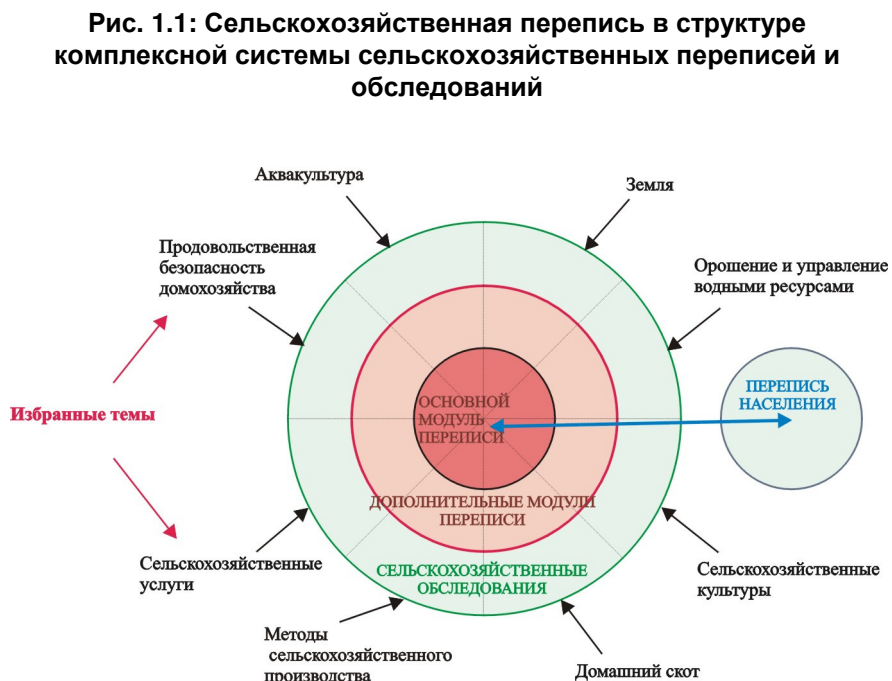 Рис. 1.1: Сельскохозяйственная перепись в структуре
комплексной системы сельскохозяйственных переписей и
обследований
Аквакультура
Земля
Продовольственная
безопасность
домохозяйства
Орошение и управление
водными ресурсами
Избранные темы
ОСНОВНОЙ
МОДУЛЬ
ПЕРЕПИСИ
ПЕРЕПИСЬ
НАСЕЛЕНИЯ
ДОПОЛНИТЕЛЬНЫЕ МОДУЛИ
ПЕРЕПИСИ
СЕЛЬСКОХОЗЯЙСТВЕННЫЕ
ОБСЛЕДОВАНИЯ
Сельскохозяйственные
услуги
Сельскохозяйственные
культуры
Методы
сельскохозяйственного
производства
Домашний скот